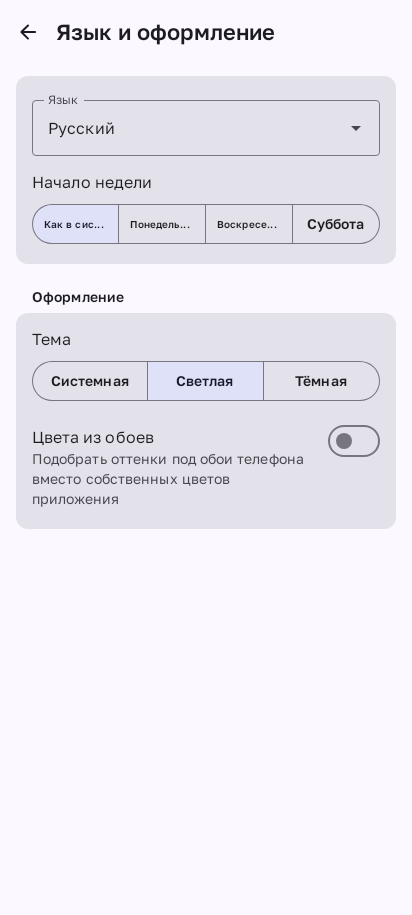 Язык и оформление
Язык
Русский
Начало недели
Как в сис...
Понедель...
Воскресе...
Суббота
Оформление
Тема
Системная
Светлая
Тёмная
Цвета из обоев
Подобрать оттенки под обои телефона
вместо собственных цветов
приложения